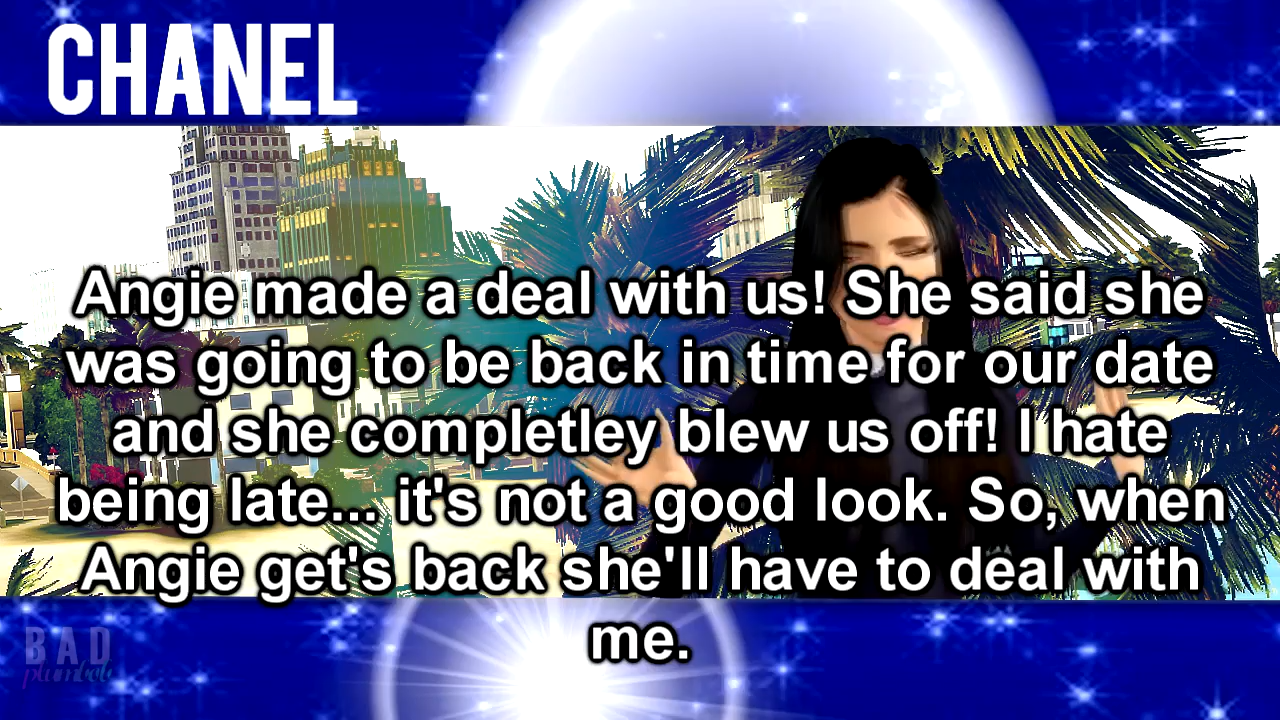 CHANEL
Angie made a deal with us! She said she
was going to be back in time for our date
and she completley blew us off! I hate
being late... it's not a good look. So, when
Angie get's back she'll have to deal with
me.
BAD
plumbob